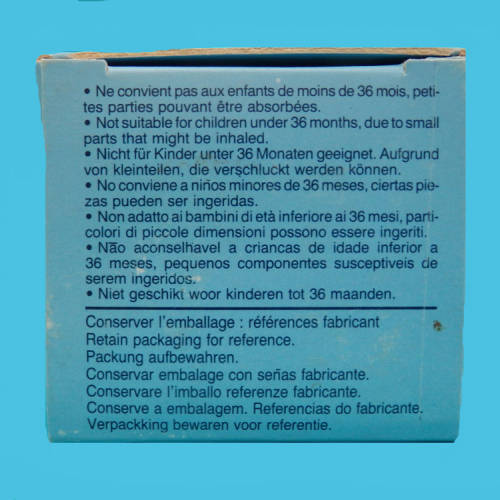 • Ne convient pas aux enfants de moins de 36 mois, peti-
tes parties pouvant être absorbées.
• Not suitable for children under 36 months, due to small
parts that might be inhaled.
• Nicht für Kinder unter 36 Monaten geeignet. Aufgrund
von kleinteilen, die verschluckt werden können.
• No conviene a niños minores de 36 meses, ciertas pie-
zas pueden ser ingeridas.
• Non adatto ai bambini di età inferiore ai 36 mesi, parti-
colori di piccole dimensioni possono essere ingeriti.
• Não aconselhavel a criancas de idade inferior a
36 meses, pequenos componentes susceptiveis de
serem ingeridos.
• Niet geschikt woor kinderen tot 36 maanden.
Conserver l'emballage : références fabricant
Retain packaging for reference.
Packung aufbewahren.
Conservar embalage con señas fabricante.
Conservare l'imballo referenze fabricante.
Conserve a embalagem. Referencias do fabricante.
Verpackking bewaren voor referentie.